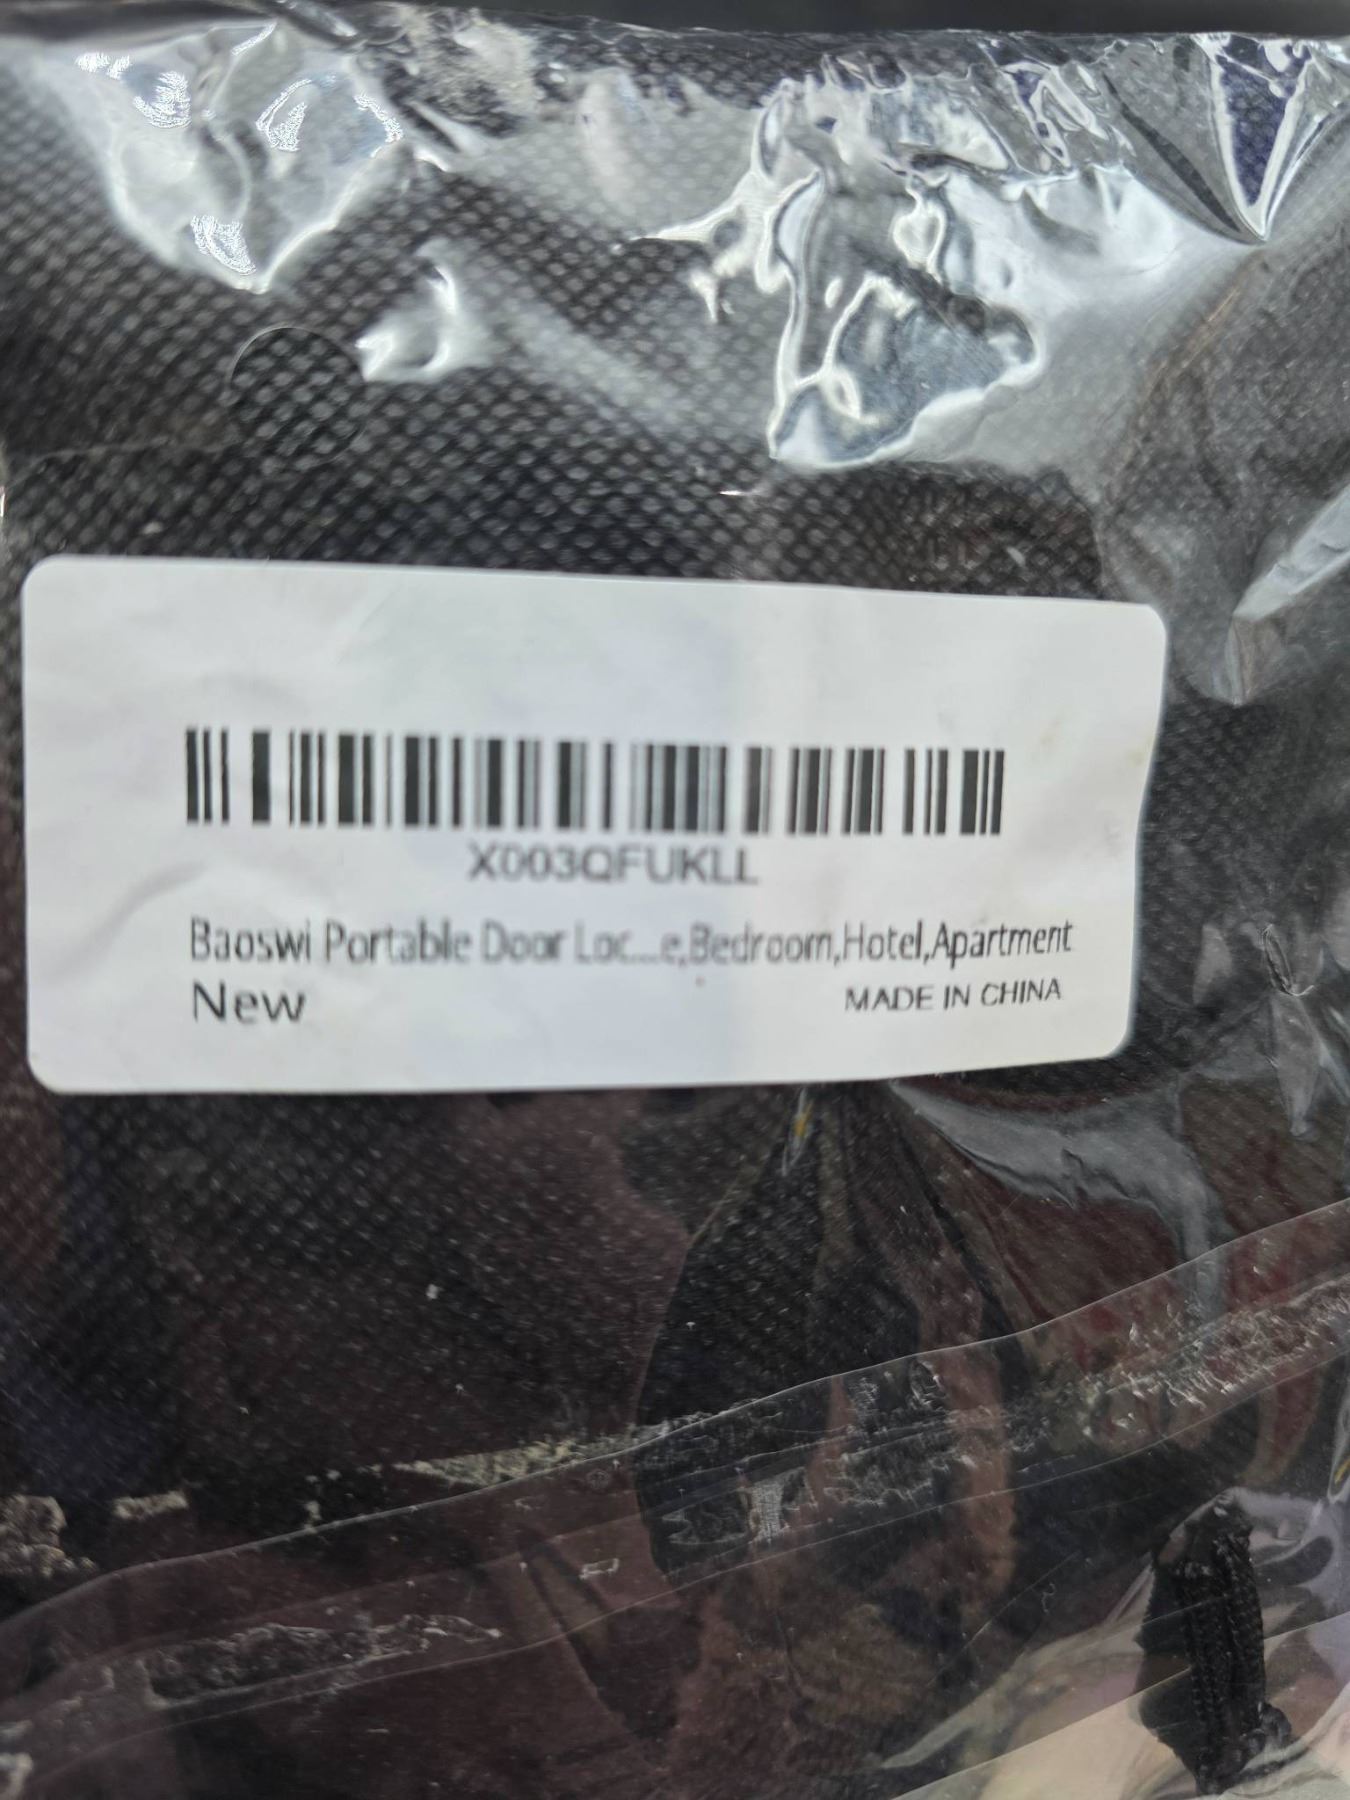 X003QFUKLL
Baoswi Portable Door Loc...e,Bedroom,Hotel,Apartment
New
MADE IN CHINA